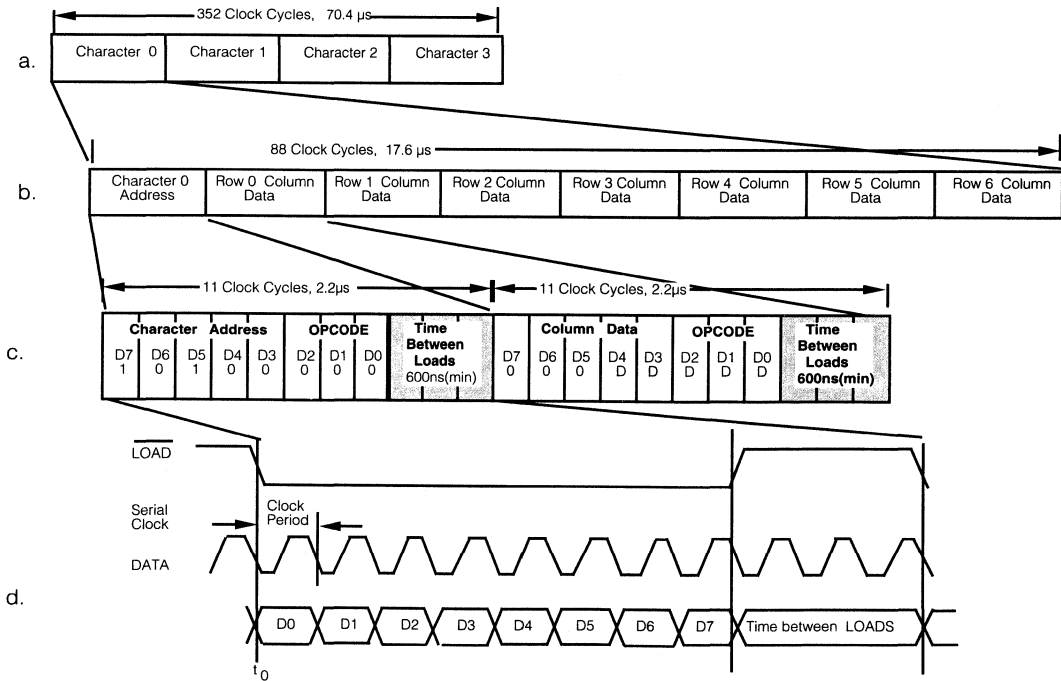 352 Clock Cycles, 70.4 µs
a.
Character 0 Character 1 Character 2 Character 3
88 Clock Cycles, 17.6 µs
b.
Character 0 Address
Row 0 Column Data
Row 1 Column Data
Row 2 Column Data
Row 3 Column Data
Row 4 Column Data
Row 5 Column Data
Row 6 Column Data
11 Clock Cycles, 2.2µs
11 Clock Cycles, 2.2µs
c.
Character Address OPCODE
D7 D6 D5 D4 D3 D2 D1 D0
1 0 1 0 0 0 0 0
Time
Between
Loads
600ns(min)
Column Data OPCODE
D7 D6 D5 D4 D3 D2 D1 D0
0 0 0 D D D D D
Time
Between
Loads
600ns(min)
LOAD
Serial
Clock
Clock
Period
DATA
d.
D0 D1 D2 D3 D4 D5 D6 D7 Time between LOADS
t0